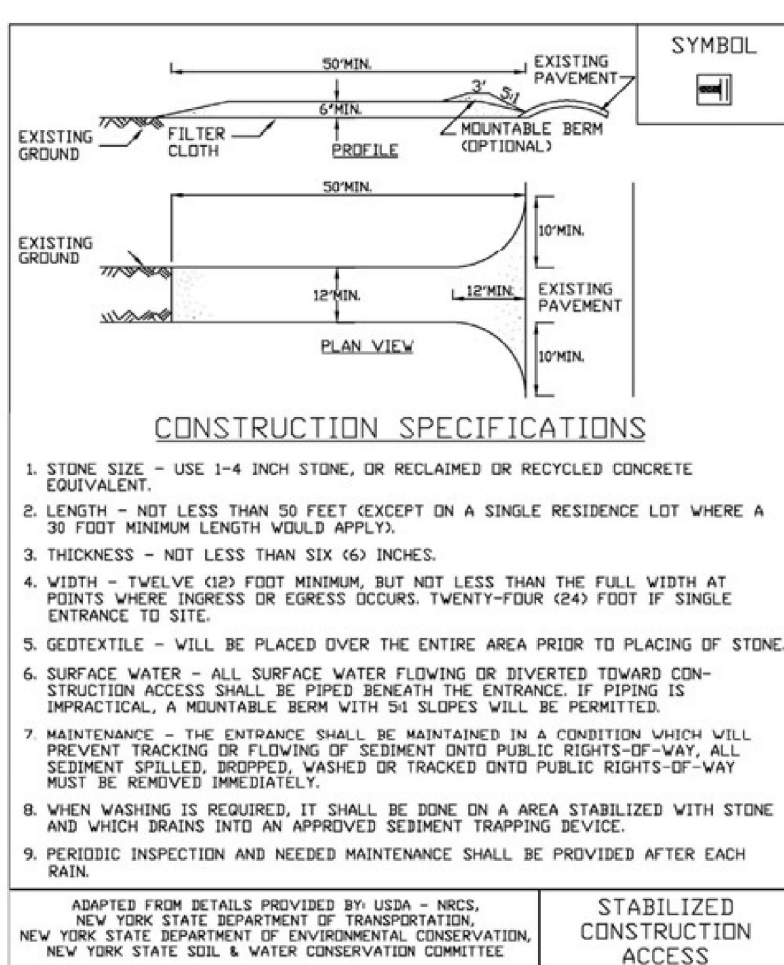 SYMBOL
50'MIN.
EXISTING
PAVEMENT
3'
5:1
6"MIN.
EXISTING
GROUND
FILTER
CLOTH
PROFILE
MOUNTABLE BERM
(OPTIONAL)
50'MIN.
EXISTING
GROUND
10'MIN.
12'MIN.
12'MIN.
EXISTING
PAVEMENT
PLAN VIEW
10'MIN.
CONSTRUCTION SPECIFICATIONS
1. STONE SIZE - USE 1-4 INCH STONE, OR RECLAIMED OR RECYCLED CONCRETE
EQUIVALENT.
2. LENGTH - NOT LESS THAN 50 FEET (EXCEPT ON A SINGLE RESIDENCE LOT WHERE A
30 FOOT MINIMUM LENGTH WOULD APPLY).
3. THICKNESS - NOT LESS THAN SIX (6) INCHES.
4. WIDTH - TWELVE (12) FOOT MINIMUM, BUT NOT LESS THAN THE FULL WIDTH AT
POINTS WHERE INGRESS OR EGRESS OCCURS. TWENTY-FOUR (24) FOOT IF SINGLE
ENTRANCE TO SITE.
5. GEOTEXTILE - WILL BE PLACED OVER THE ENTIRE AREA PRIOR TO PLACING OF STONE.
6. SURFACE WATER - ALL SURFACE WATER FLOWING OR DIVERTED TOWARD CON-
STRUCTION ACCESS SHALL BE PIPED BENEATH THE ENTRANCE. IF PIPING IS
IMPRACTICAL, A MOUNTABLE BERM WITH 5:1 SLOPES WILL BE PERMITTED.
7. MAINTENANCE - THE ENTRANCE SHALL BE MAINTAINED IN A CONDITION WHICH WILL
PREVENT TRACKING OR FLOWING OF SEDIMENT ONTO PUBLIC RIGHTS-OF-WAY, ALL
SEDIMENT SPILLED, DROPPED, WASHED OR TRACKED ONTO PUBLIC RIGHTS-OF-WAY
MUST BE REMOVED IMMEDIATELY.
8. WHEN WASHING IS REQUIRED, IT SHALL BE DONE ON A AREA STABILIZED WITH STONE
AND WHICH DRAINS INTO AN APPROVED SEDIMENT TRAPPING DEVICE.
9. PERIODIC INSPECTION AND NEEDED MAINTENANCE SHALL BE PROVIDED AFTER EACH
RAIN.
ADAPTED FROM DETAILS PROVIDED BY: USDA - NRCS,
NEW YORK STATE DEPARTMENT OF TRANSPORTATION,
NEW YORK STATE DEPARTMENT OF ENVIRONMENTAL CONSERVATION,
NEW YORK STATE SOIL & WATER CONSERVATION COMMITTEE
STABILIZED
CONSTRUCTION
ACCESS